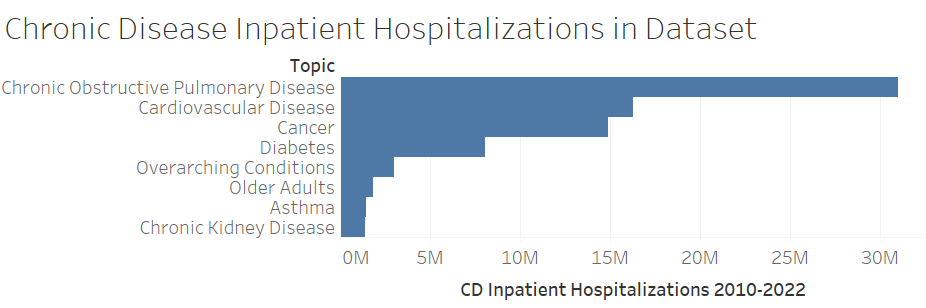 Chronic Disease Inpatient Hospitalizations in Dataset
Topic
Chronic Obstructive Pulmonary Disease
Cardiovascular Disease
Cancer
Diabetes
Overarching Conditions
Older Adults
Asthma
Chronic Kidney Disease
0M 5M 10M 15M 20M 25M 30M
CD Inpatient Hospitalizations 2010-2022